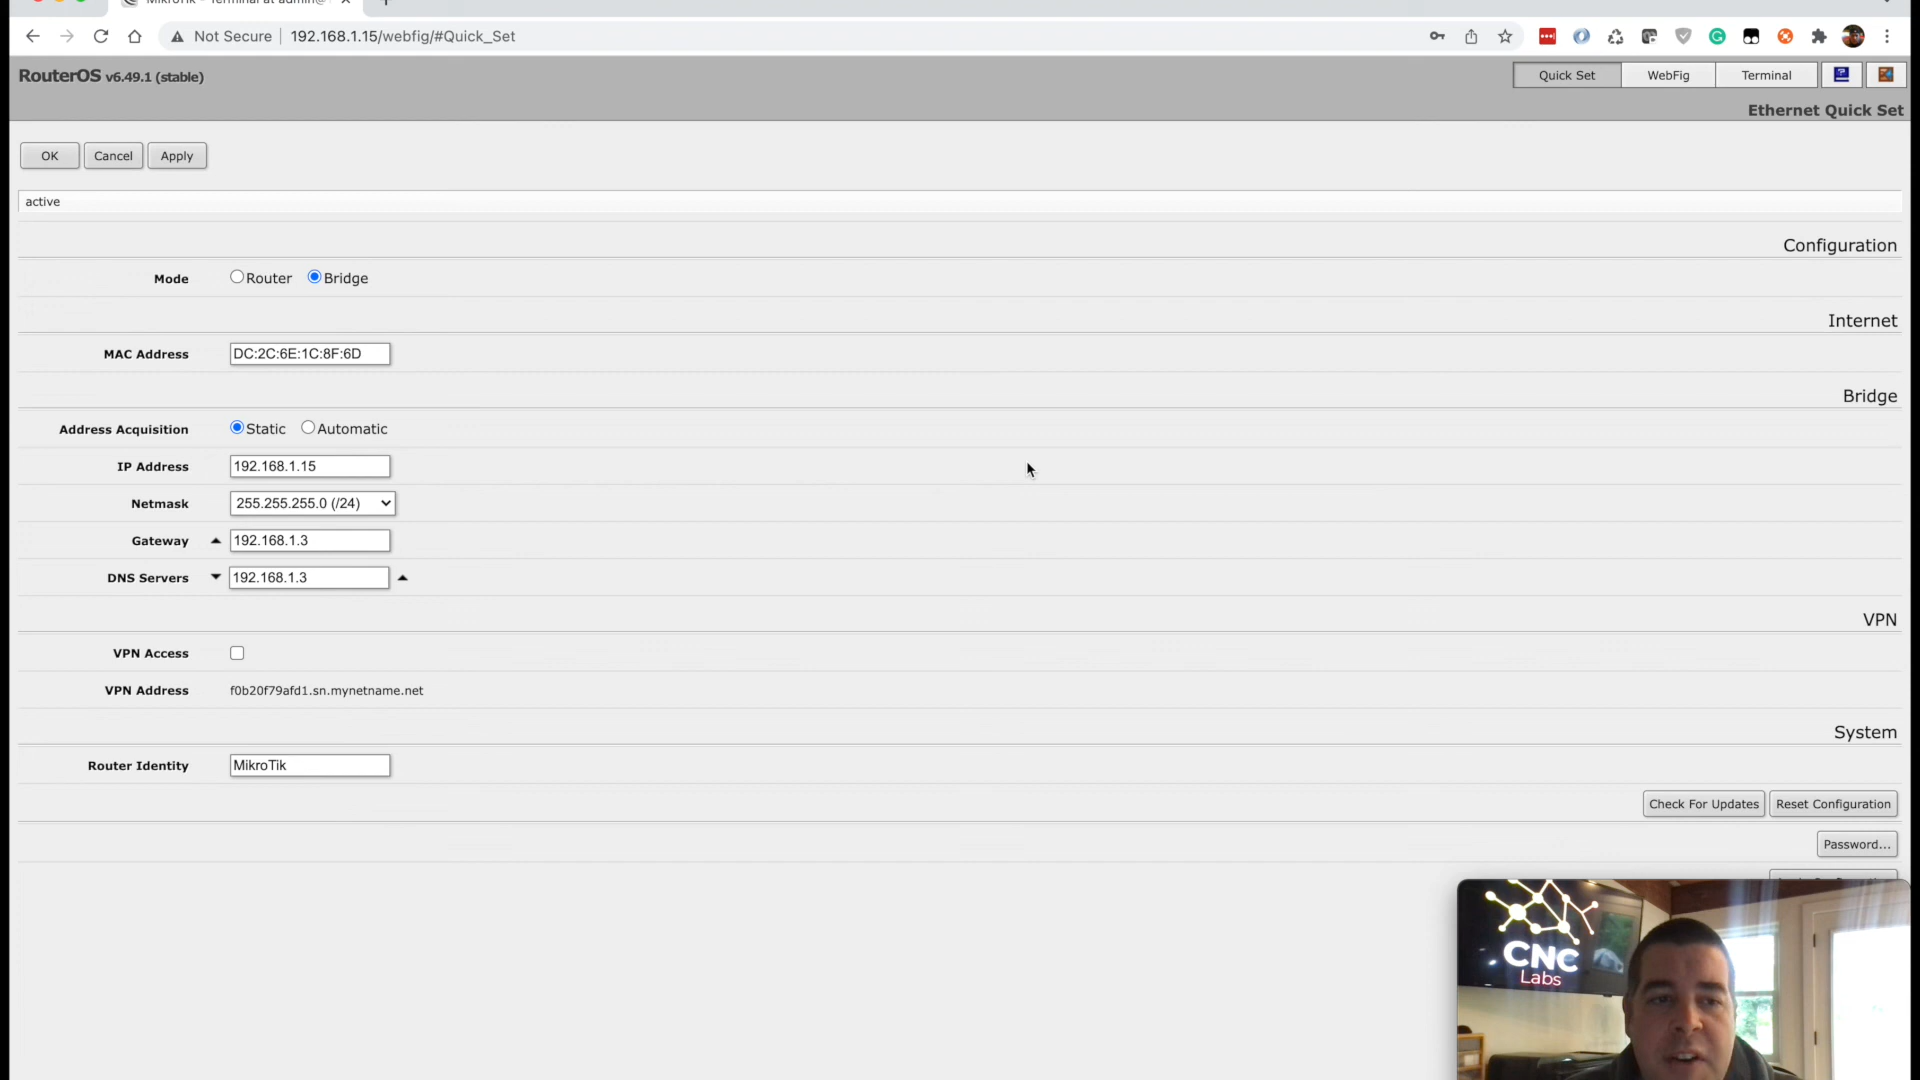 Not Secure 192.168.1.15/webfig/#Quick_Set
RouterOS v6.49.1 (stable)
Quick Set WebFig Terminal
Ethernet Quick Set
OK Cancel Apply
active
Configuration
Mode Router Bridge
Internet
MAC Address DC:2C:6E:1C:8F:6D
Bridge
Address Acquisition Static Automatic
IP Address 192.168.1.15
Netmask 255.255.255.0 (/24)
Gateway 192.168.1.3
DNS Servers 192.168.1.3
VPN
VPN Access
VPN Address f0b20f79afd1.sn.mynetname.net
System
Router Identity MikroTik
Check For Updates Reset Configuration
Password...
CNC
Labs